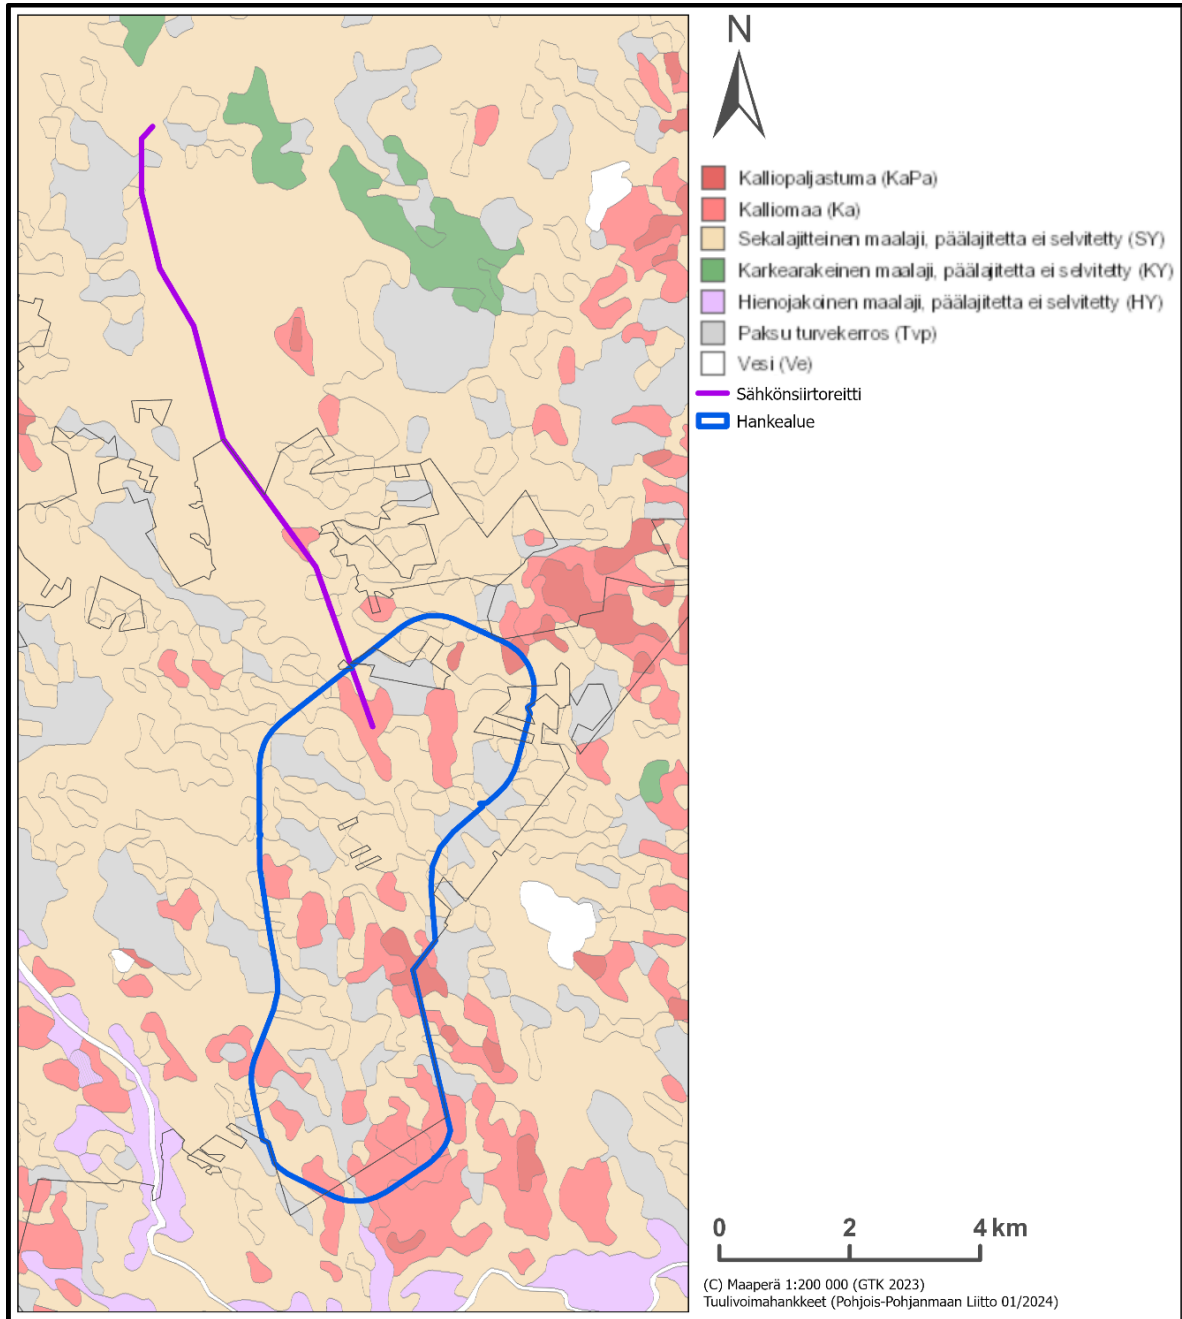 N
Kalliopaljastuma (KaPa)
Kalliomaa (Ka)
Sekalajitteinen maalaji, päälajitetta ei selvitetty (SY)
Karkearakeinen maalaji, päälajitetta ei selvitetty (KY)
Hienojakoinen maalaji, päälajitetta ei selvitetty (HY)
Paksu turvekerros (Tvp)
Vesi (Ve)
Sähkönsiirtoreitti
Hankealue
0 2 4 km
(C) Maaperä 1:200 000 (GTK 2023)
Tuulivoimahankkeet (Pohjois-Pohjanmaan Liitto 01/2024)